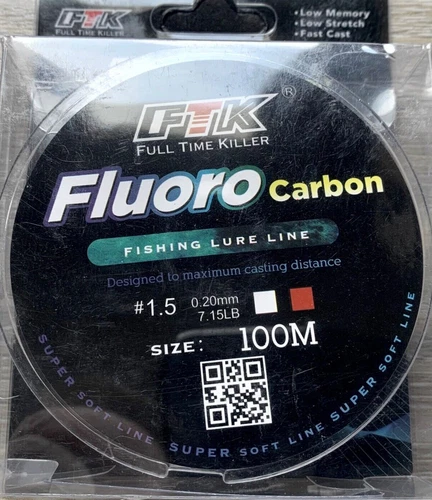 FTK
FULL TIME KILLER
• Low Memory
• Low Stretch
• Fast Cast
FTK®
FULL TIME KILLER
Fluoro Carbon
FISHING LURE LINE
Designed to maximum casting distance
#1.5 0.20mm
7.15LB
SIZE: 100M
SUPER SOFT LINE SUPER SOFT LINE SUPER SOFT LINE